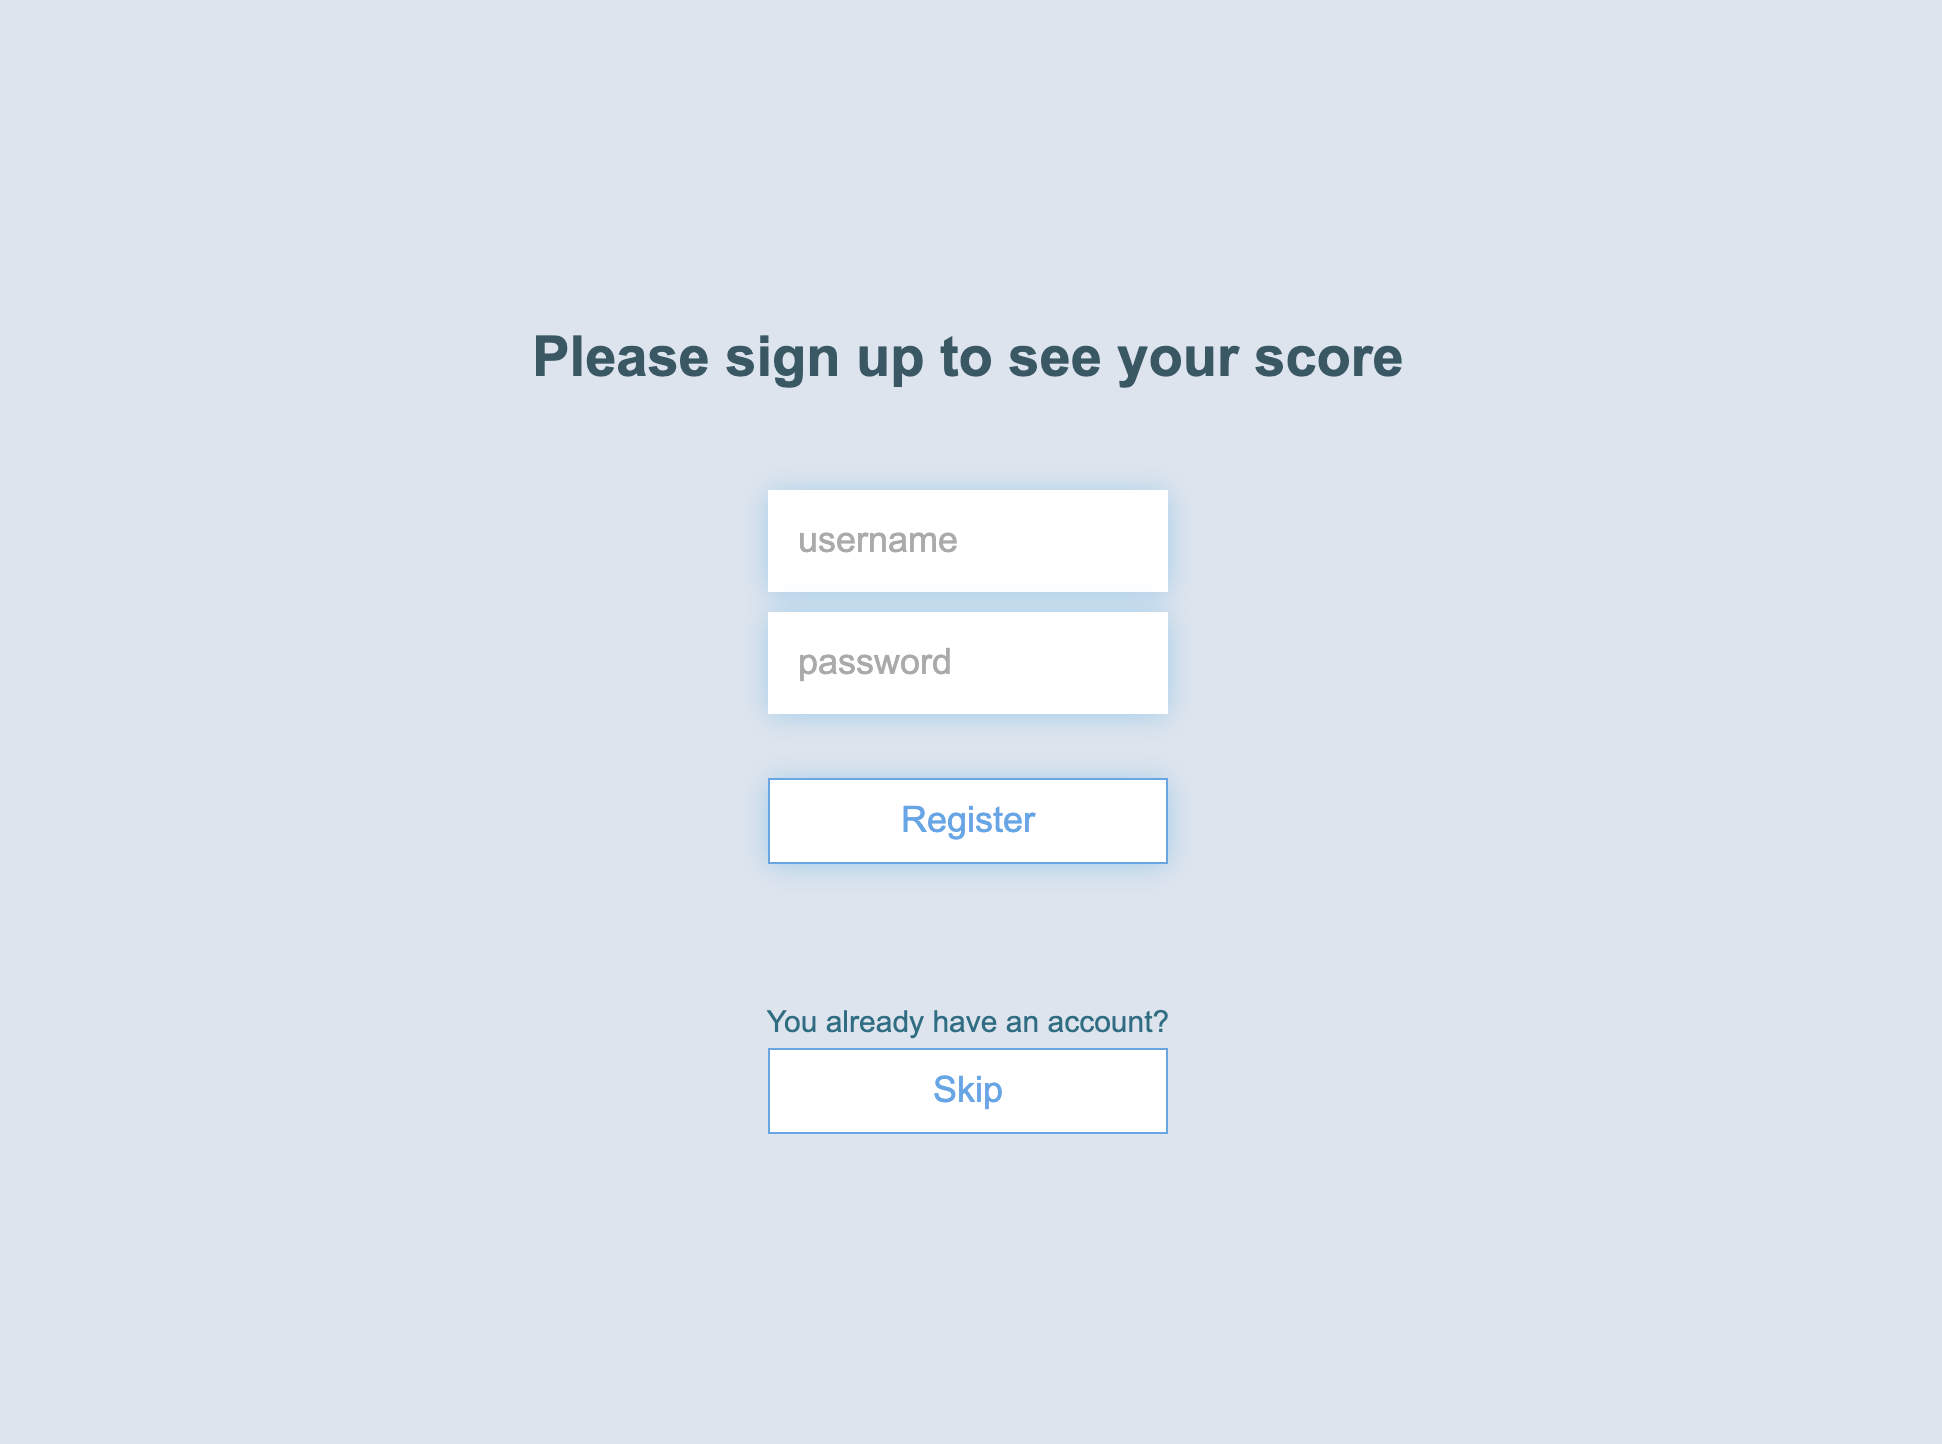 Please sign up to see your score
username
password
Register
You already have an account?
Skip